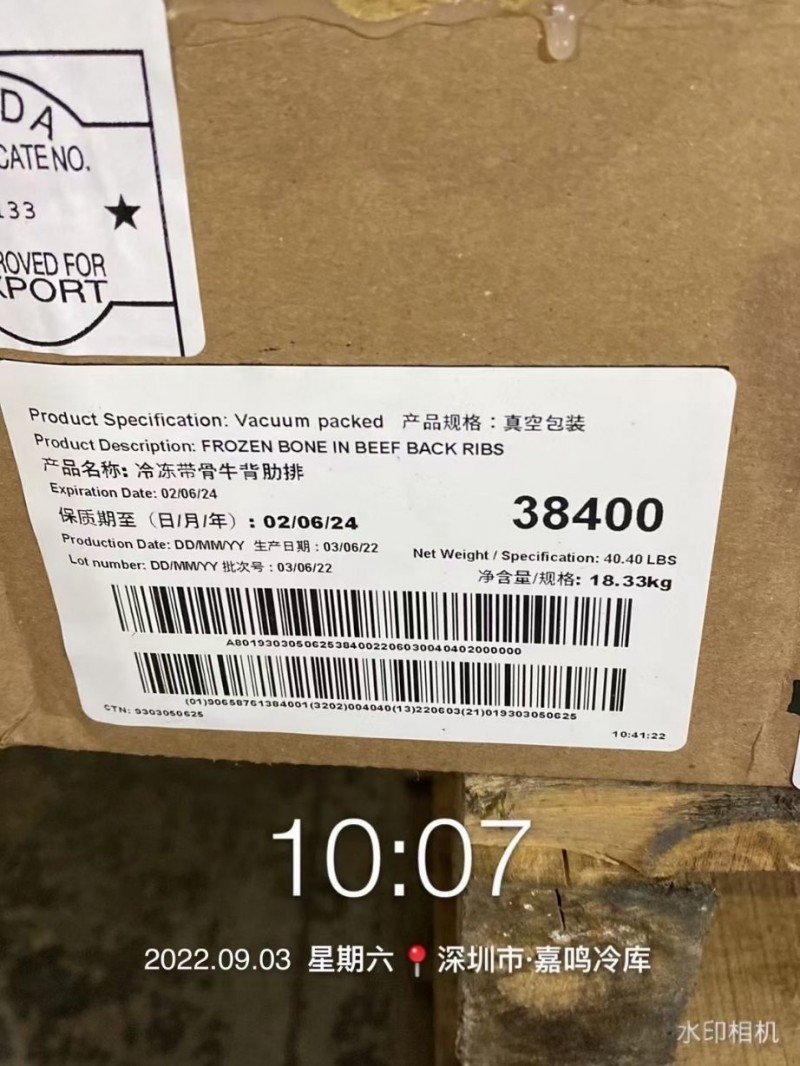 DA
CATE NO.
133
ROVED FOR
XPORT
Product Specification: Vacuum packed 产品规格：真空包装
Product Description: FROZEN BONE IN BEEF BACK RIBS
产品名称: 冷冻带骨牛背肋排
Expiration Date: 02/06/24
38400
保质期至（日/月/年）: 02/06/24
Production Date: DD/MM/YY 生产日期：03/06/22
Net Weight / Specification: 40.40 LBS
Lot number: DD/MM/YY 批次号：03/06/22
净含量/规格: 18.33kg
A8019303050625384002206030040402000000
(01)90658761384001(3202)004040(13)220603(21)019303050625
CTN: 9303050625
10:41:22
10:07
2022.09.03 星期六 深圳市·嘉鸣冷库
水印相机